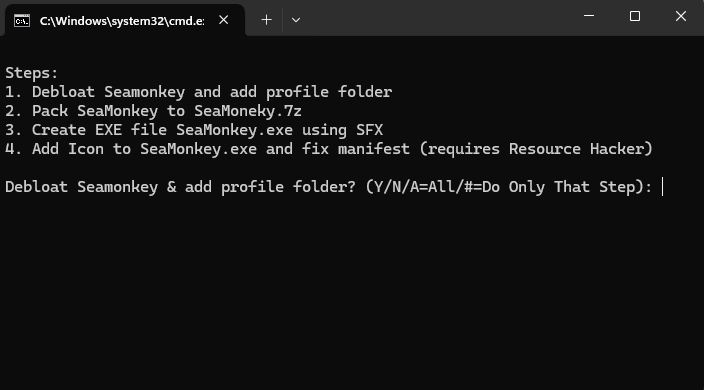 C:\Windows\system32\cmd.e
Steps:
1. Debloat Seamonkey and add profile folder
2. Pack SeaMonkey to SeaMoneky.7z
3. Create EXE file SeaMonkey.exe using SFX
4. Add Icon to SeaMonkey.exe and fix manifest (requires Resource Hacker)
Debloat Seamonkey & add profile folder? (Y/N/A=All/#=Do Only That Step):